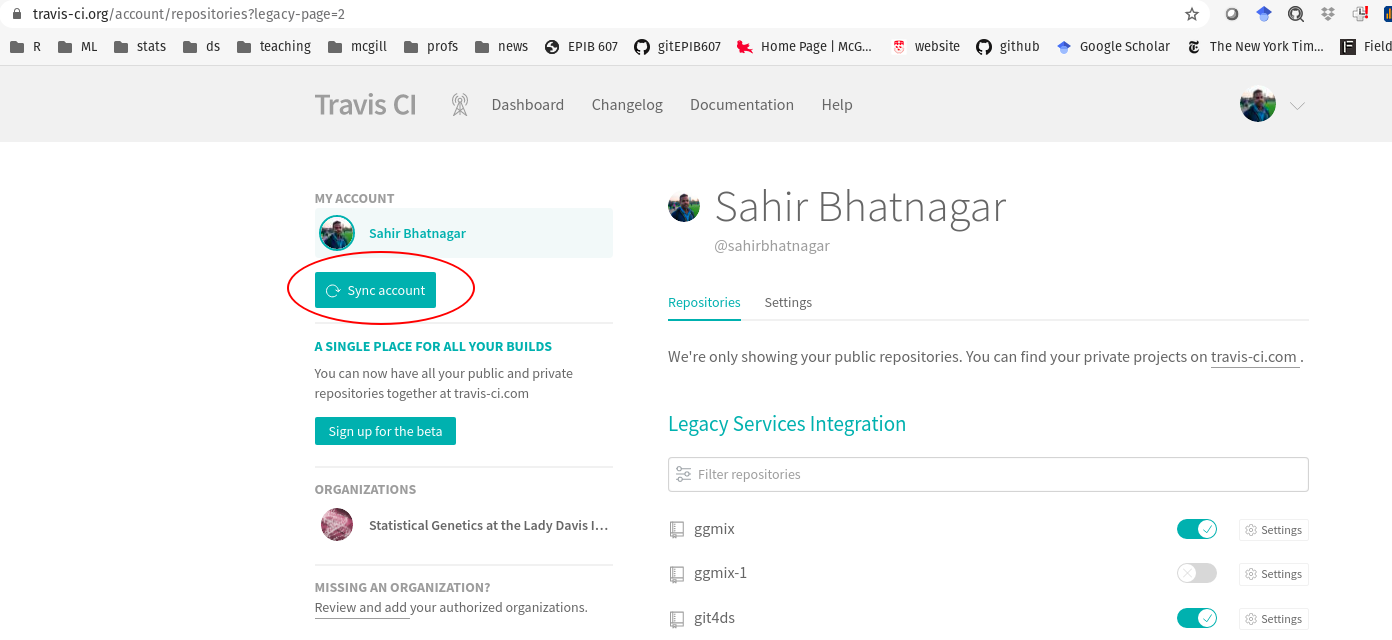 travis-ci.org/account/repositories?legacy-page=2
R ML stats ds teaching mcgill profs news EPIB 607 gitEPIB607 Home Page | McG... website github Google Scholar The New York Tim... Field
Travis CI Dashboard Changelog Documentation Help
MY ACCOUNT
Sahir Bhatnagar
Sync account
A SINGLE PLACE FOR ALL YOUR BUILDS
You can now have all your public and private
repositories together at travis-ci.com
Sign up for the beta
ORGANIZATIONS
Statistical Genetics at the Lady Davis I...
MISSING AN ORGANIZATION?
Review and add your authorized organizations.
Sahir Bhatnagar
@sahirbhatnagar
Repositories Settings
We're only showing your public repositories. You can find your private projects on travis-ci.com .
Legacy Services Integration
Filter repositories
ggmix Settings
ggmix-1 Settings
git4ds Settings